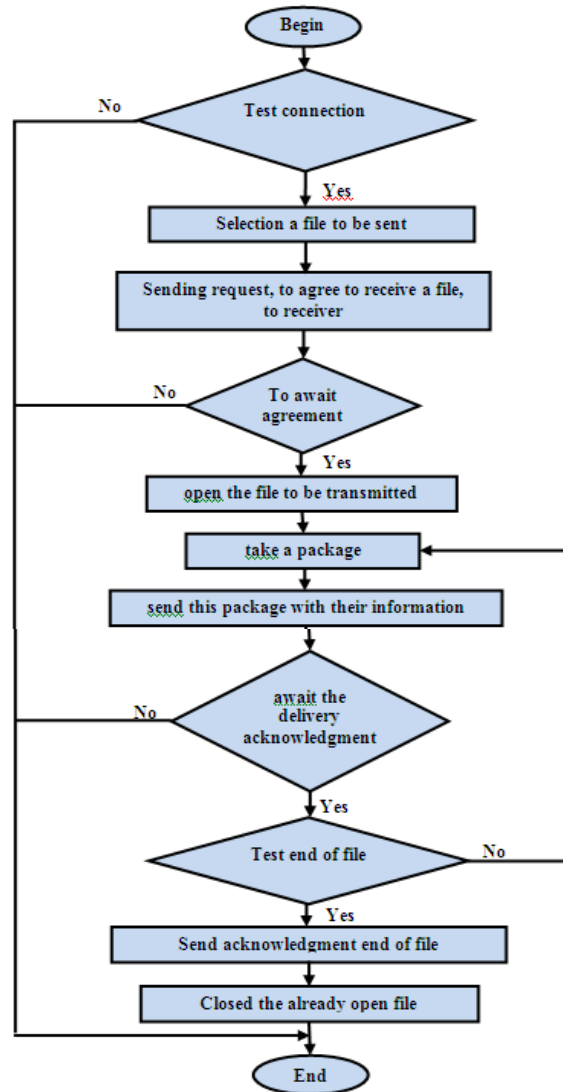 Begin
No
Test connection
Yes
Selection a file to be sent
Sending request, to agree to receive a file,
to receiver
No
To await
agreement
Yes
open the file to be transmitted
take a package
send this package with their information
No
await the
delivery
acknowledgment
Yes
Test end of file
No
Yes
Send acknowledgment end of file
Closed the already open file
End